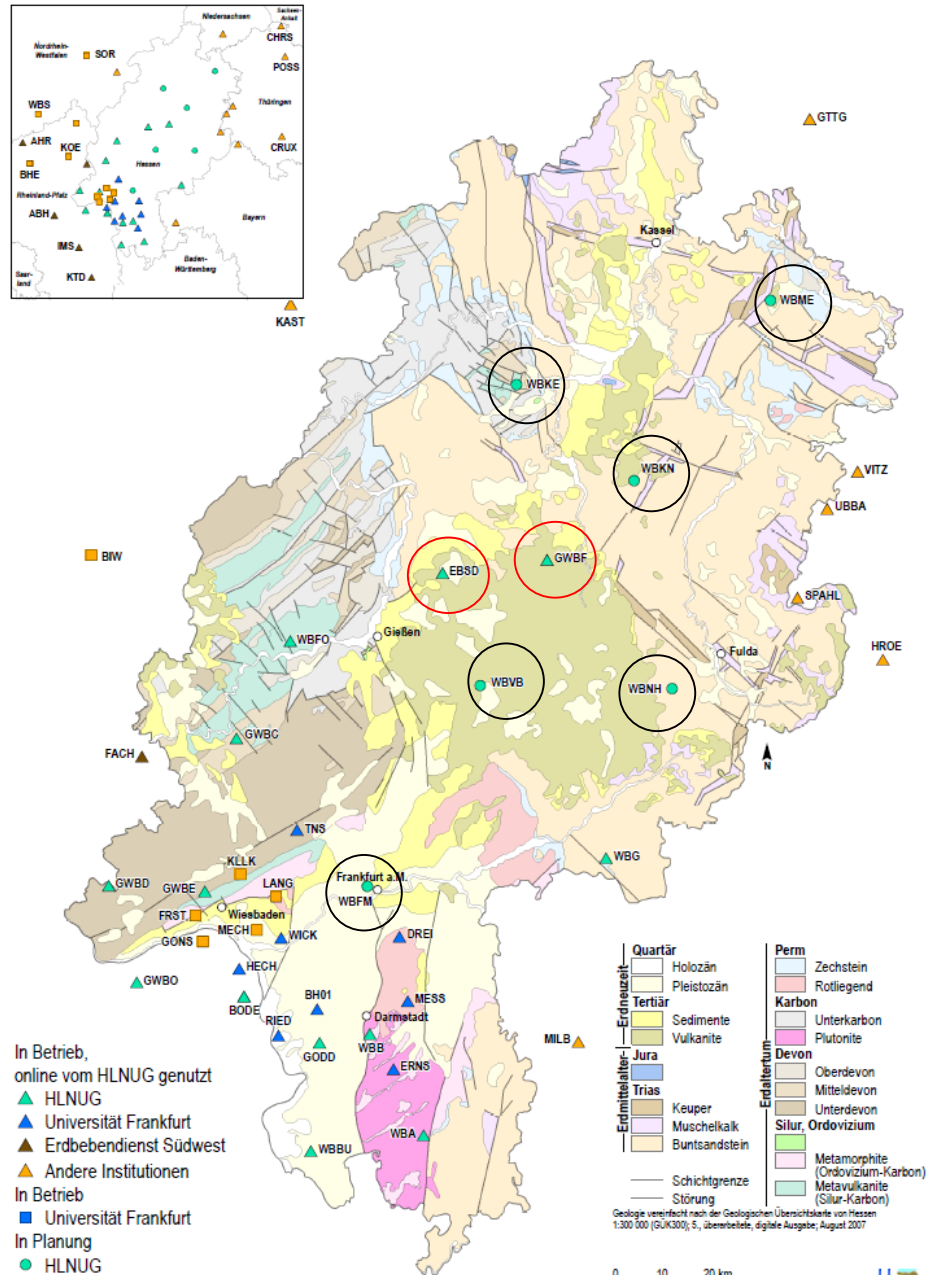 Niedersachsen
Sachsen-
Anhalt
CHRS
Nordrhein-
Westfalen
SOR
POSS
WBS
Thüringen
AHR
KOE
CRUX
BHE
Hessen
Rheinland-Pfalz
ABH
Bayern
IMS
Baden-
Württemberg
Saar-
land
KTD
KAST
GTTG
Kassel
WBME
WBKE
WBKN
VITZ
UBBA
BIW
EBSD
GWBF
SPAHL
WBFO
Gießen
Fulda
HROE
WBVB
WBNH
GWBC
FACH
N
TNS
KLLK
WBG
GWBD
GWBE
LANG
Frankfurt a.M.
WBFM
FRST
Wiesbaden
MECH
WICK
DREI
GONS
HECH
GWBO
BODE
BH01
MESS
RIED
Darmstadt
GODD
WBB
MILB
ERNS
WBA
WBBU
In Betrieb,
online vom HLNUG genutzt
HLNUG
Universität Frankfurt
Erdbebendienst Südwest
Andere Institutionen
In Betrieb
Universität Frankfurt
In Planung
HLNUG
Erdneuzeit
Quartär
Holozän
Pleistozän
Tertiär
Sedimente
Vulkanite
Erdmittelalter
Jura
Trias
Keuper
Muschelkalk
Buntsandstein
Erdaltertum
Perm
Zechstein
Rotliegend
Karbon
Unterkarbon
Plutonite
Devon
Oberdevon
Mitteldevon
Unterdevon
Silur, Ordovizium
Metamorphite
(Ordovizium-Karbon)
Metavulkanite
(Silur-Karbon)
Schichtgrenze
Störung
Geologie vereinfacht nach der Geologischen Übersichtskarte von Hessen
1:300 000 (GÜK300); 5., überarbeitete, digitale Ausgabe; August 2007
0 10 20 km